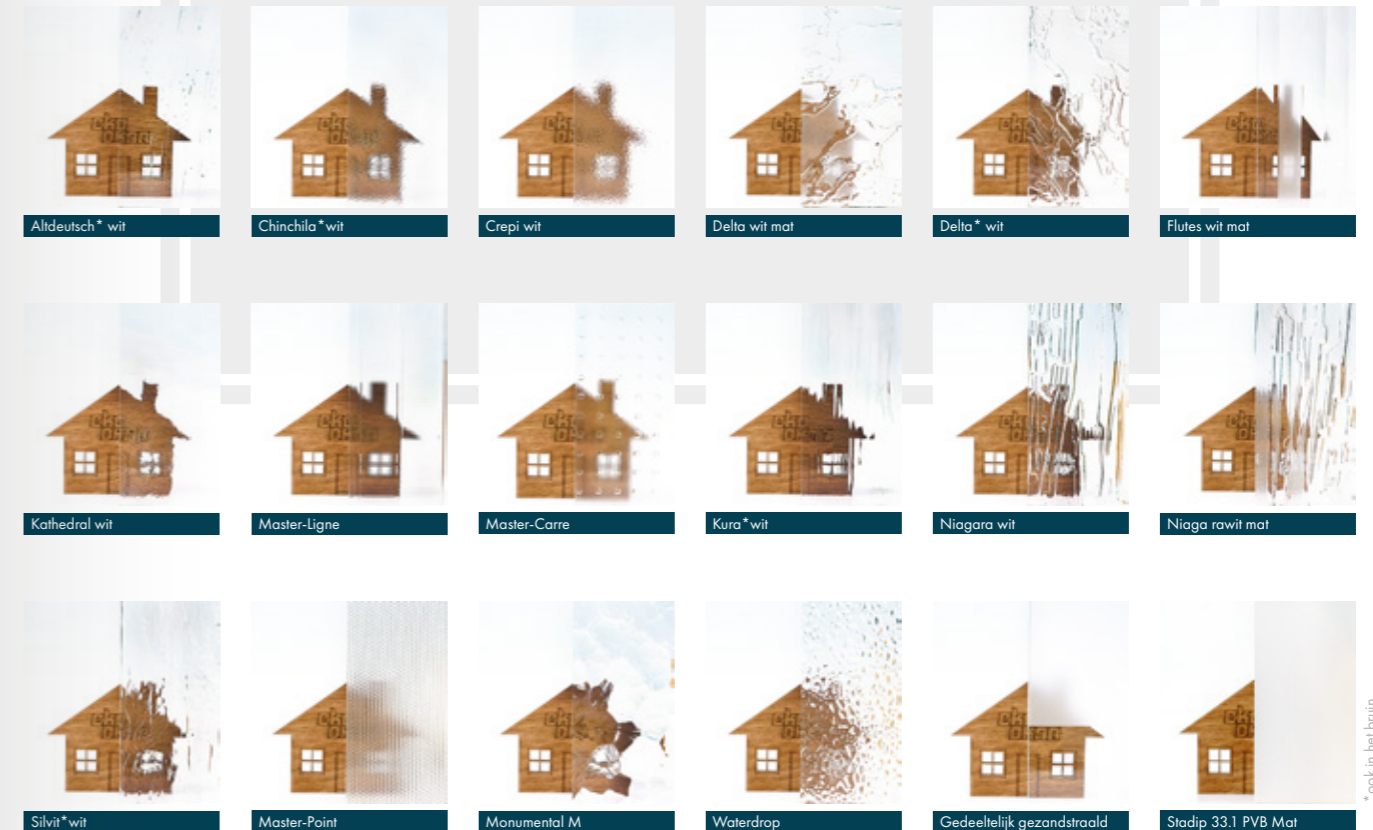 Altdeutsch* wit
Chinchila*wit
Crepi wit
Delta wit mat
Delta* wit
Flutes wit mat
Kathedral wit
Master-Ligne
Master-Carre
Kura*wit
Niagara wit
Niaga rawit mat
Silvit*wit
Master-Point
Monumental M
Waterdrop
Gedeeltelijk gezandstraald
Stadip 33.1 PVB Mat
*ook in het bruin